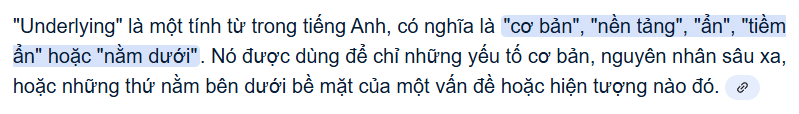 "Underlying" là một tính từ trong tiếng Anh, có nghĩa là "cơ bản", "nền tảng", "ẩn", "tiềm
ẩn" hoặc "nằm dưới". Nó được dùng để chỉ những yếu tố cơ bản, nguyên nhân sâu xa,
hoặc những thứ nằm bên dưới bề mặt của một vấn đề hoặc hiện tượng nào đó.